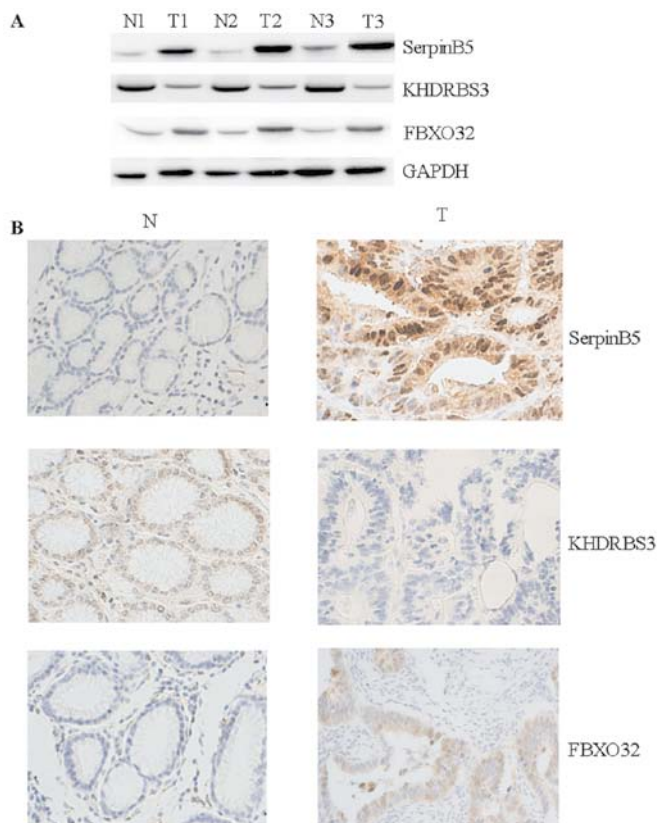 A
N1 T1 N2 T2 N3 T3
SerpinB5
KHDRBS3
FBXO32
GAPDH
B
N T
SerpinB5
KHDRBS3
FBXO32